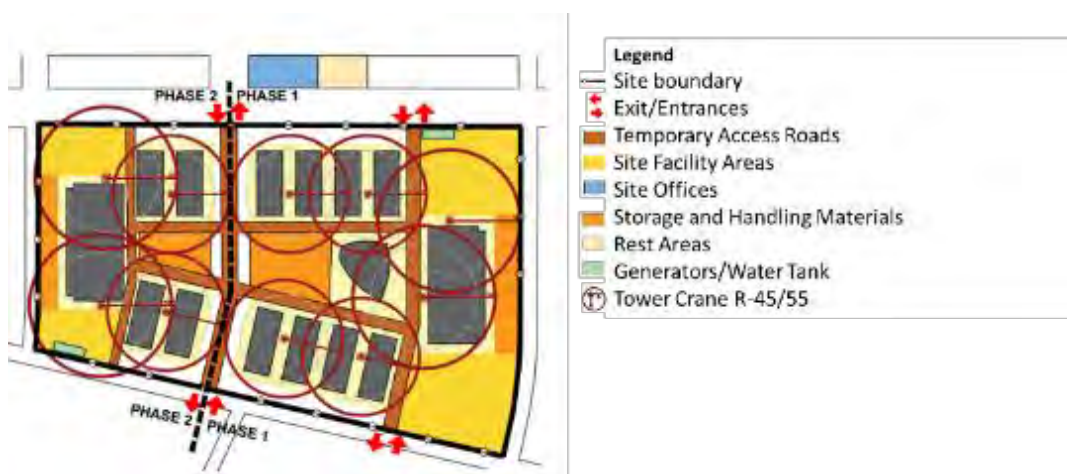 PHASE 2
PHASE 1
PHASE 2
PHASE 1
Legend
Site boundary
Exit/Entrances
Temporary Access Roads
Site Facility Areas
Site Offices
Storage and Handling Materials
Rest Areas
Generators/Water Tank
Tower Crane R-45/55